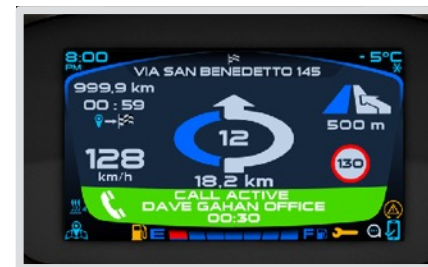 8:00
PM
- 5°C
VIA SAN BENEDETTO 145
999,9 km
00 : 59
12
500 m
130
128
km/h
18,2 km
CALL ACTIVE
DAVE GAHAN OFFICE
00:30
E
F